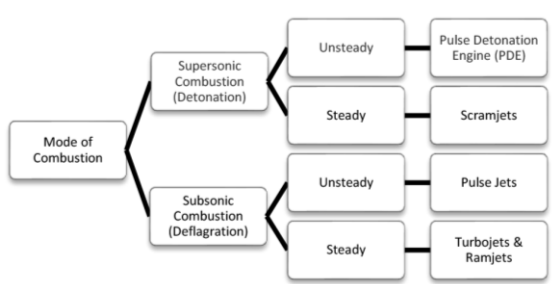 Mode of
Combustion
Supersonic
Combustion
(Detonation)
Unsteady
Pulse Detonation
Engine (PDE)
Steady
Scramjets
Subsonic
Combustion
(Deflagration)
Unsteady
Pulse Jets
Steady
Turbojets &
Ramjets